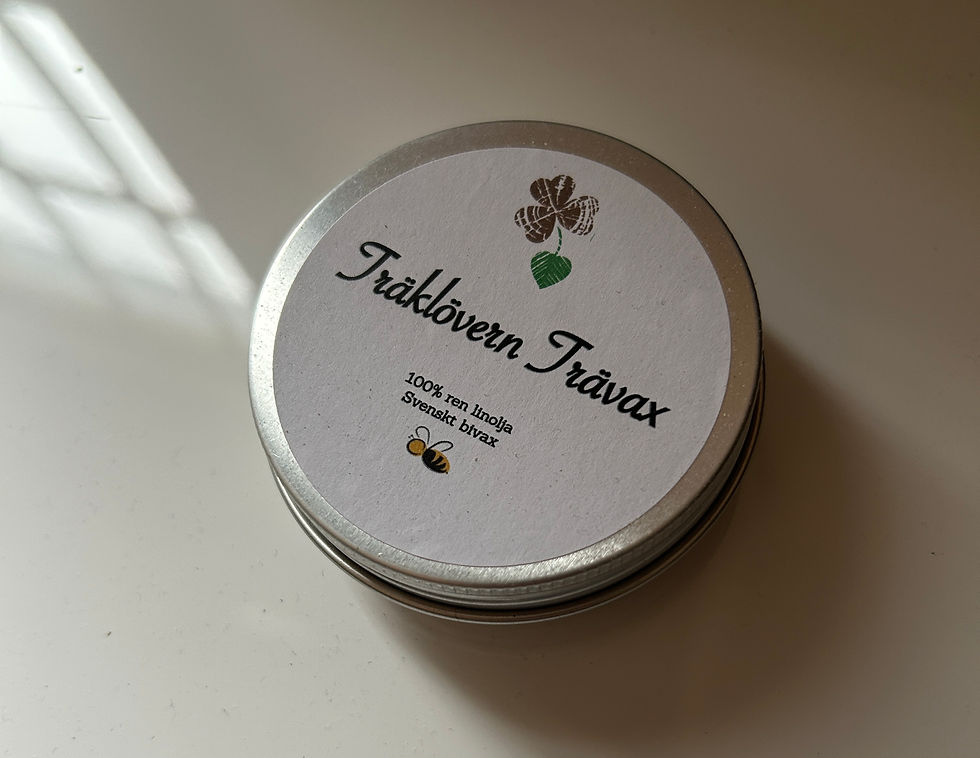 Träklövern Trävax
100% ren linolja
Svenskt bivax